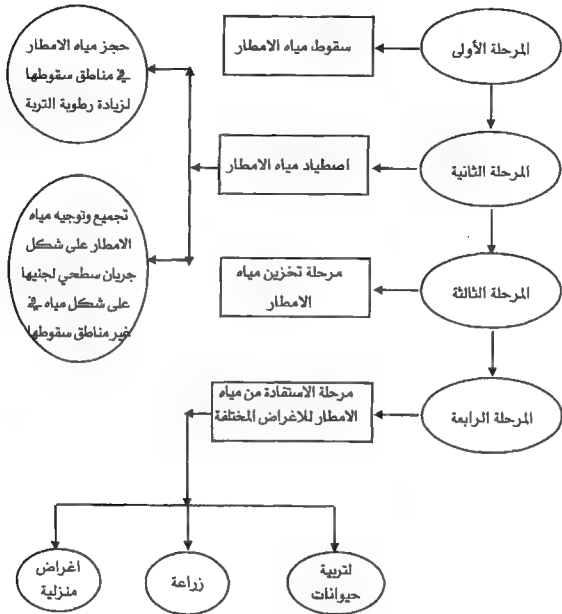 المرحلة الأولى
سقوط مياه الامطار
حجز مياه الامطار
في مناطق سقوطها
لزيادة رطوبة التربة
المرحلة الثانية
اصطياد مياه الامطار
تجميع وتوجيه مياه
الامطار على شكل
جريان سطحي لجنيها
على شكل مياه في
غير مناطق سقوطها
المرحلة الثالثة
مرحلة تخزين مياه
الامطار
المرحلة الرابعة
مرحلة الاستفادة من مياه
الامطار للاغراض المختلفة
لتربية
حيوانات
زراعة
اغراض
منزلية